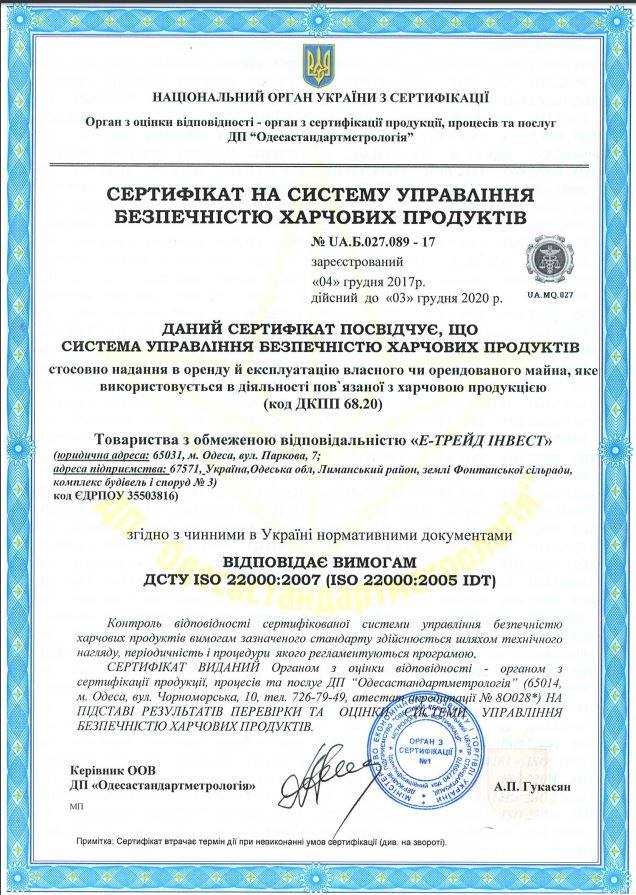 НАЦІОНАЛЬНИЙ ОРГАН УКРАЇНИ З СЕРТИФІКАЦІЇ
Орган з оцінки відповідності - орган з сертифікації продукції, процесів та послуг
ДП "Одесастандартметрологія"
СЕРТИФІКАТ НА СИСТЕМУ УПРАВЛІННЯ
БЕЗПЕЧНІСТЮ ХАРЧОВИХ ПРОДУКТІВ
№ UA.Б.027.089 - 17
зареєстрований
«04» грудня 2017р.
дійсний до «03» грудня 2020 р.
UA.MQ.027
ДАНИЙ СЕРТИФІКАТ ПОСВІДЧУЄ, ЩО
СИСТЕМА УПРАВЛІННЯ БЕЗПЕЧНІСТЮ ХАРЧОВИХ ПРОДУКТІВ
стосовно надання в оренду й експлуатацію власного чи орендованого майна, яке
використовується в діяльності пов`язаної з харчовою продукцією
(код ДКПП 68.20)
Товариства з обмеженою відповідальністю «Е-ТРЕЙД ІНВЕСТ»
(юридична адреса: 65031, м. Одеса, вул. Паркова, 7;
адреса підприємства: 67571, Україна,Одеська обл, Лиманський район, землі Фонтанської сільради,
комплекс будівель і споруд № 3)
код ЄДРПОУ 35503816)
ДП "Одесастандартметрологія"
згідно з чинними в Україні нормативними документами
ВІДПОВІДАЄ ВИМОГАМ
ДСТУ ISO 22000:2007 (ISO 22000:2005 IDT)
Контроль відповідності сертифікованої системи управління безпечністю
харчових продуктів вимогам зазначеного стандарту здійснюється шляхом технічного
нагляду, періодичність і процедури якого регламентуються програмою.
СЕРТИФІКАТ ВИДАНИЙ Органом з оцінки відповідності - органом з
сертифікації продукції, процесів та послуг ДП "Одесастандартметрологія" (65014,
м. Одеса, вул. Чорноморська, 10, тел. 726-79-49, атестат акредитації № 8О028*) НА
ПІДСТАВІ РЕЗУЛЬТАТІВ ПЕРЕВІРКИ ТА ОЦІНКИ СИСТЕМИ УПРАВЛІННЯ
БЕЗПЕЧНІСТЮ ХАРЧОВИХ ПРОДУКТІВ.
ОРГАН З
СЕРТИФІКАЦІЇ
№1
Керівник ООВ
ДП «Одесастандартметрологія»
А.П. Гукасян
МП
Примітка: Сертифікат втрачає термін дії при невиконанні умов сертифікації (див. на звороті).